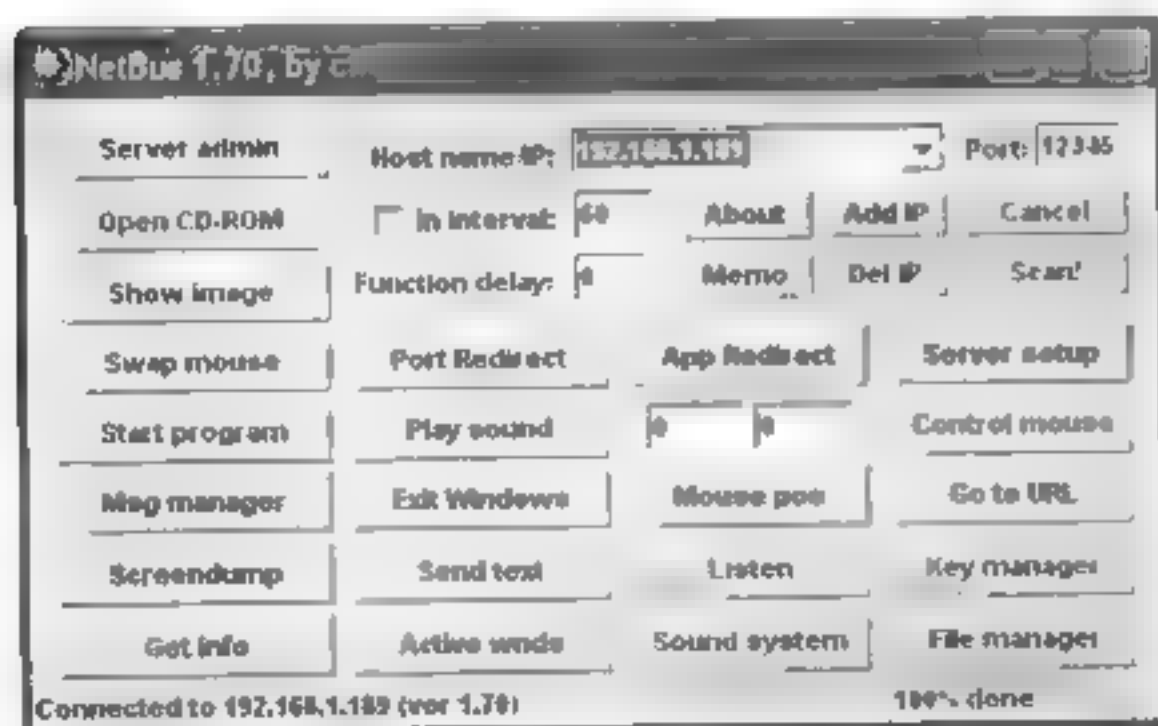 NetBus 1.70, by
Server admin Host name/IP: 192.168.1.189 Port: 12345
Open CD-ROM in interval: 60 About Add IP Cancel
Show image Function delay: 0 Memo Del IP Scan!
Swap mouse Port Redirect App Redirect Server setup
Start program Play sound 0 0 Control mouse
Msg manager Exit Windows Mouse pos Go to URL
Screendump Send text Listen Key manager
Get info Active wnds Sound system File manager
Connected to 192.168.1.189 (ver 1.70) 100% done